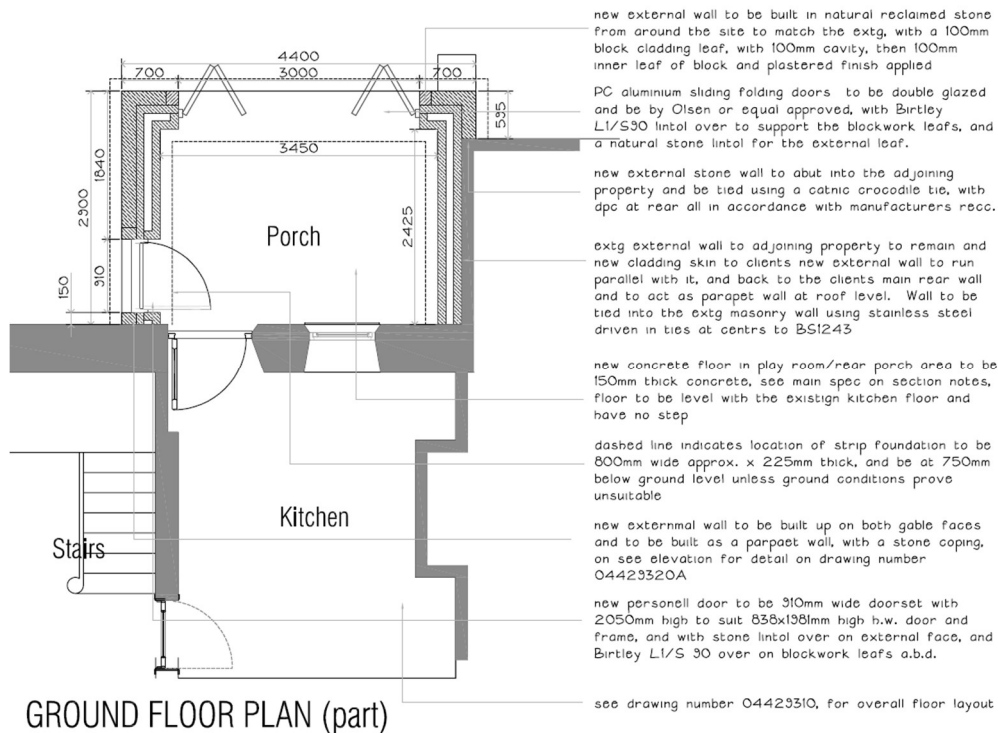 new external wall to be built in natural reclaimed stone
from around the site to match the extg, with a 100mm
block cladding leaf, with 100mm cavity, then 100mm
inner leaf of block and plastered finish applied
PC aluminium sliding folding doors to be double glazed
and be by Olsen or equal approved, with Birtley
L1/S90 lintol over to support the blockwork leafs, and
a natural stone lintol for the external leaf.
new external stone wall to abut into the adjoining
property and be tied using a catnic crocodile tie, with
dpc at rear all in accordance with manufacturers recc.
extg external wall to adjoining property to remain and
new cladding skin to clients new external wall to run
parallel with it, and back to the clients main rear wall
and to act as parapet wall at roof level. Wall to be
tied into the extg masonry wall using stainless steel
driven in ties at centrs to BS1243
new concrete floor in play room/rear porch area to be
150mm thick concrete, see main spec on section notes,
floor to be level with the existign kitchen floor and
have no step
dashed line indicates location of strip foundation to be
800mm wide approx. x 225mm thick, and be at 750mm
below ground level unless ground conditions prove
unsuitable
new externmal wall to be built up on both gable faces
and to be built as a parpaet wall, with a stone coping,
on see elevation for detail on drawing number
04429320A
new personell door to be 910mm wide doorset with
2050mm high to suit 838x1981mm high h.w. door and
frame, and with stone lintol over on external face, and
Birtley L1/S 90 over on blockwork leafs a.b.d.
see drawing number 04429310, for overall floor layout
4400
700 3000 700
595
3450
1840
2900
2425
910
150
Porch
Kitchen
Stairs
GROUND FLOOR PLAN (part)